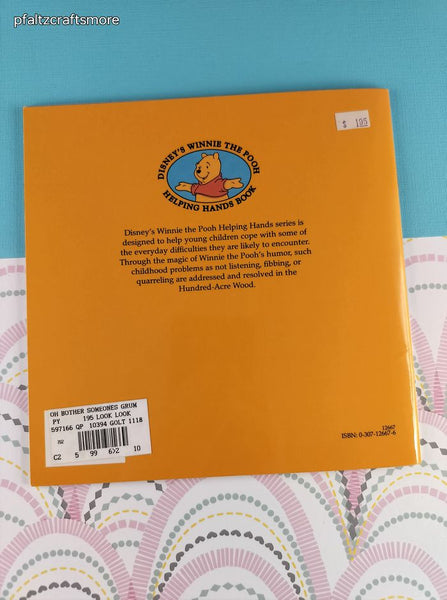 pfaltzcraftsmore
$ 195
DISNEY'S WINNIE THE POOH
HELPING HANDS BOOK
Disney's Winnie the Pooh Helping Hands series is
designed to help young children cope with some of
the everyday difficulties they are likely to encounter.
Through the magic of Winnie the Pooh's humor, such
childhood problems as not listening, fibbing, or
quarreling are addressed and resolved in the
Hundred-Acre Wood.
OH BOTHER SOMEONES GRUM
PY 195 LOOK LOOK
597166 QP 10394 GOLT 1118
C2 5 99 6)2 10
12667
ISBN: 0-307-12667-6